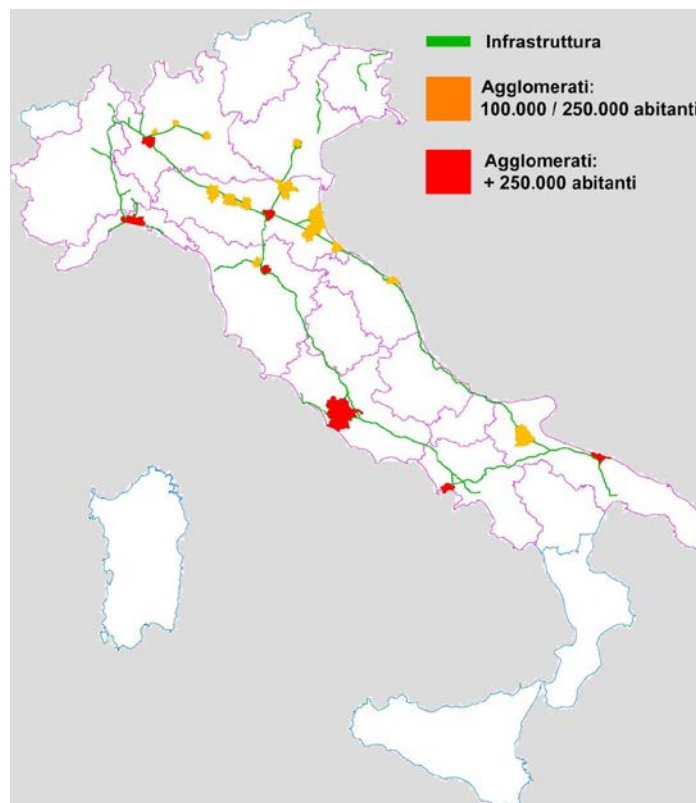 Infrastruttura
Agglomerati:
100.000 / 250.000 abitanti
Agglomerati:
+ 250.000 abitanti